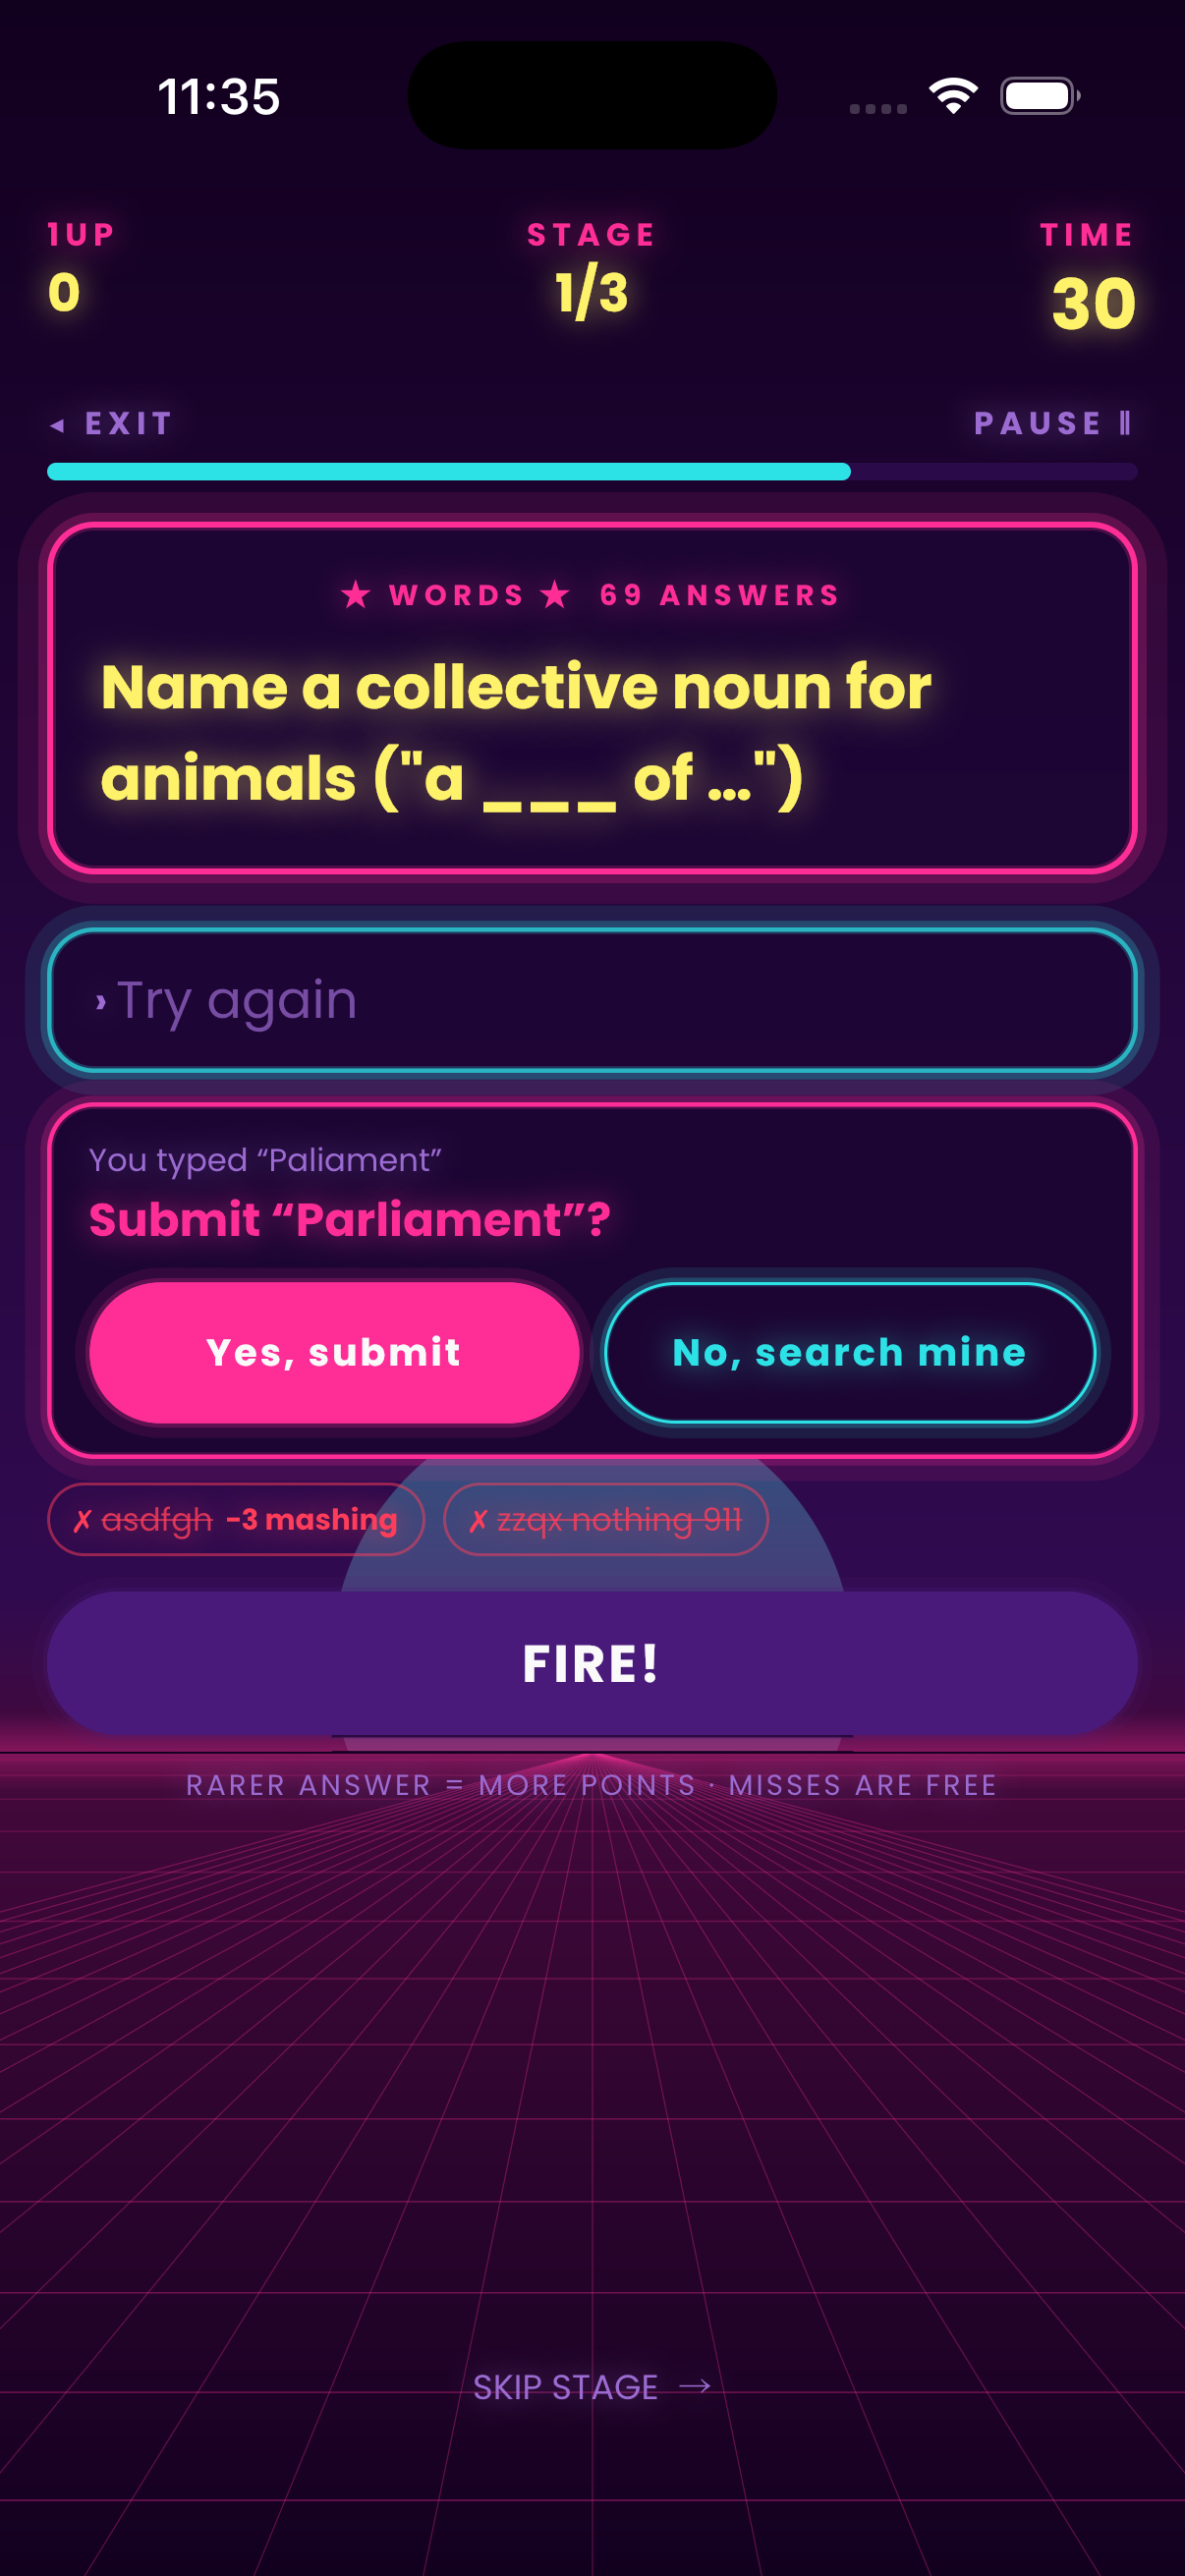 11:35
1UP
STAGE
TIME
0
1/3
30
◂ EXIT
PAUSE ǁ
★ WORDS ★ 69 ANSWERS
Name a collective noun for
animals ("a ___ of …")
› Try again
You typed “Paliament”
Submit “Parliament”?
Yes, submit
No, search mine
✗ asdfgh -3 mashing
✗ zzqx nothing 911
FIRE!
RARER ANSWER = MORE POINTS · MISSES ARE FREE
SKIP STAGE →